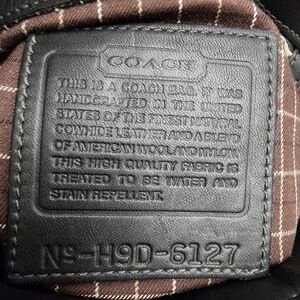 COACH
THIS IS A COACH BAG. IT WAS
HANDCRAFTED IN THE UNITED
STATES OF THE FINEST NATURAL
COWHIDE LEATHER AND A BLEND
OF AMERICAN WOOL AND NYLON.
THIS HIGH QUALITY FABRIC IS
TREATED TO BE WATER AND
STAIN REPELLENT.
Nº-H9D-6127